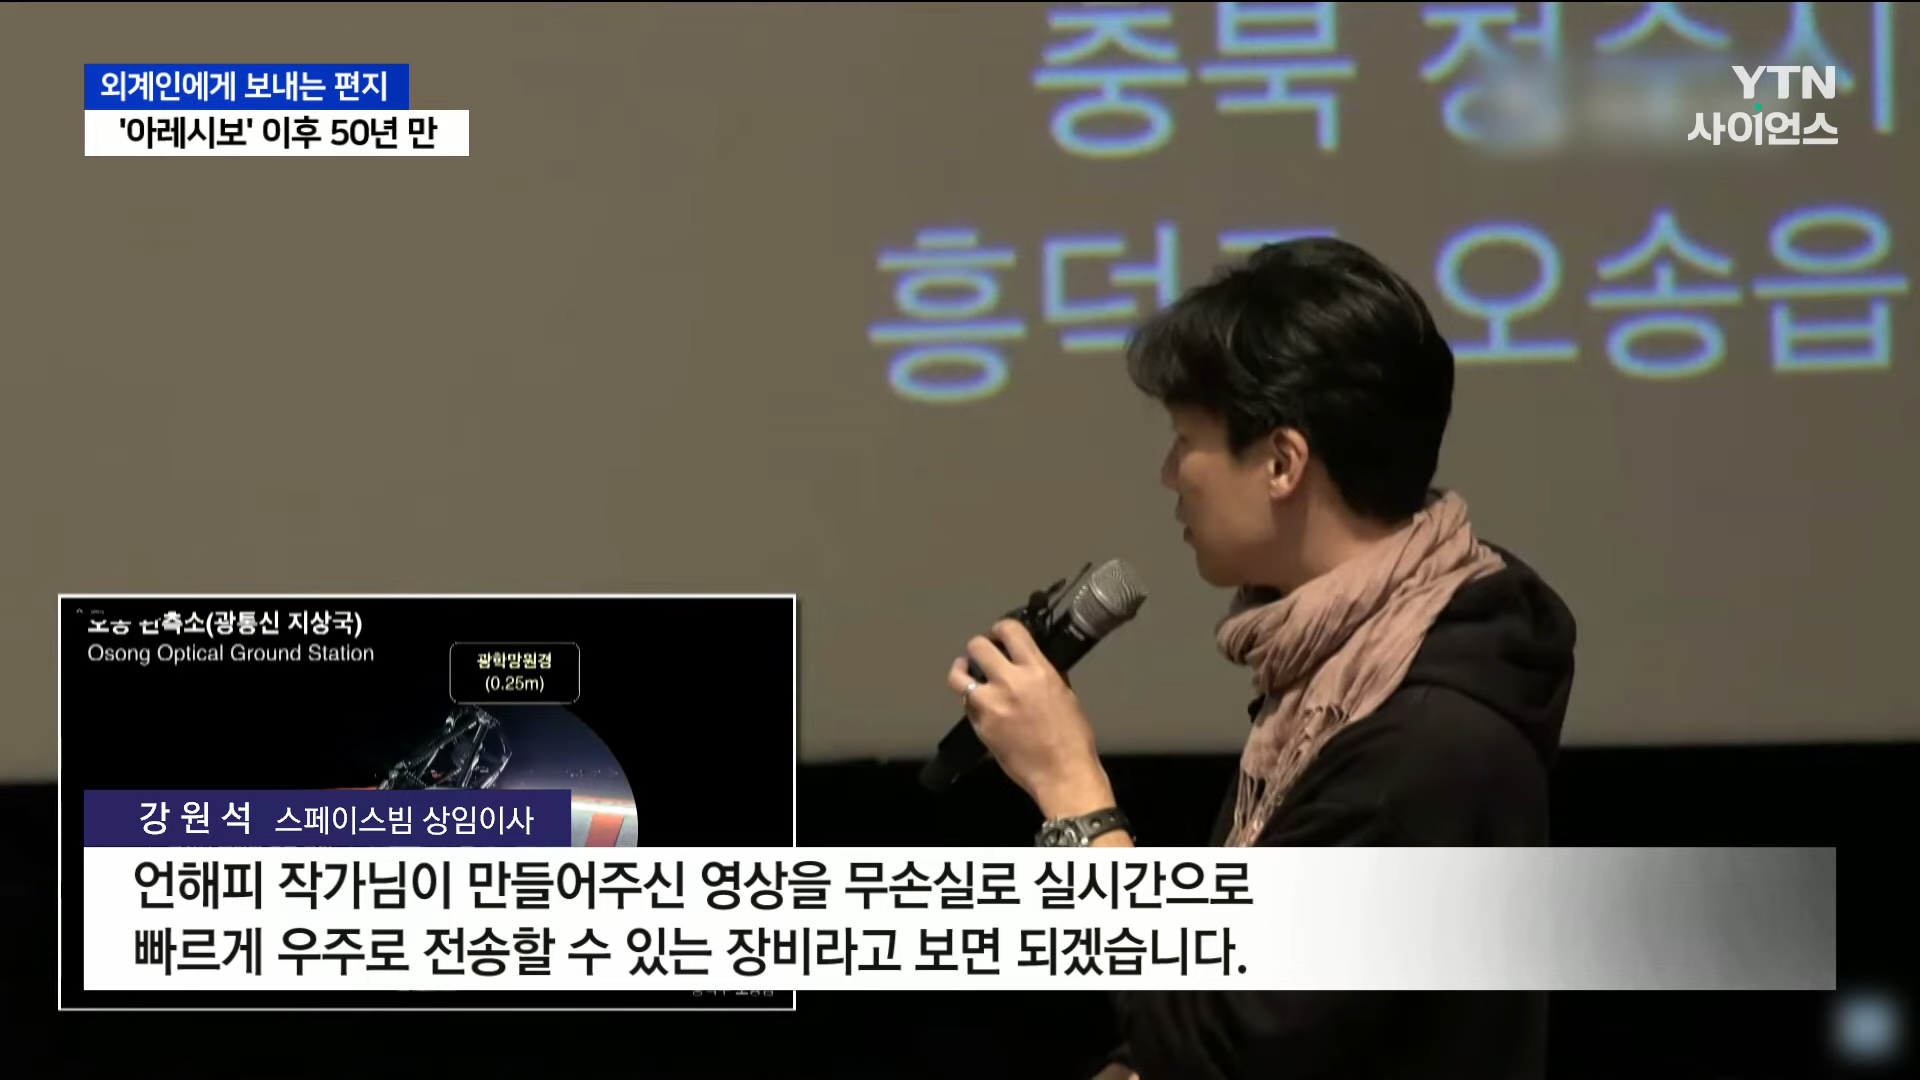 외계인에게 보내는 편지
'아레시보' 이후 50년 만
YTN
사이언스
충북
흥덕 오송읍
관측소(광통신 지상국)
Osong Optical Ground Station
광학망원경
(0.25m)
강원석 스페이스빔 상임이사
언해피 작가님이 만들어주신 영상을 무손실로 실시간으로
빠르게 우주로 전송할 수 있는 장비라고 보면 되겠습니다.